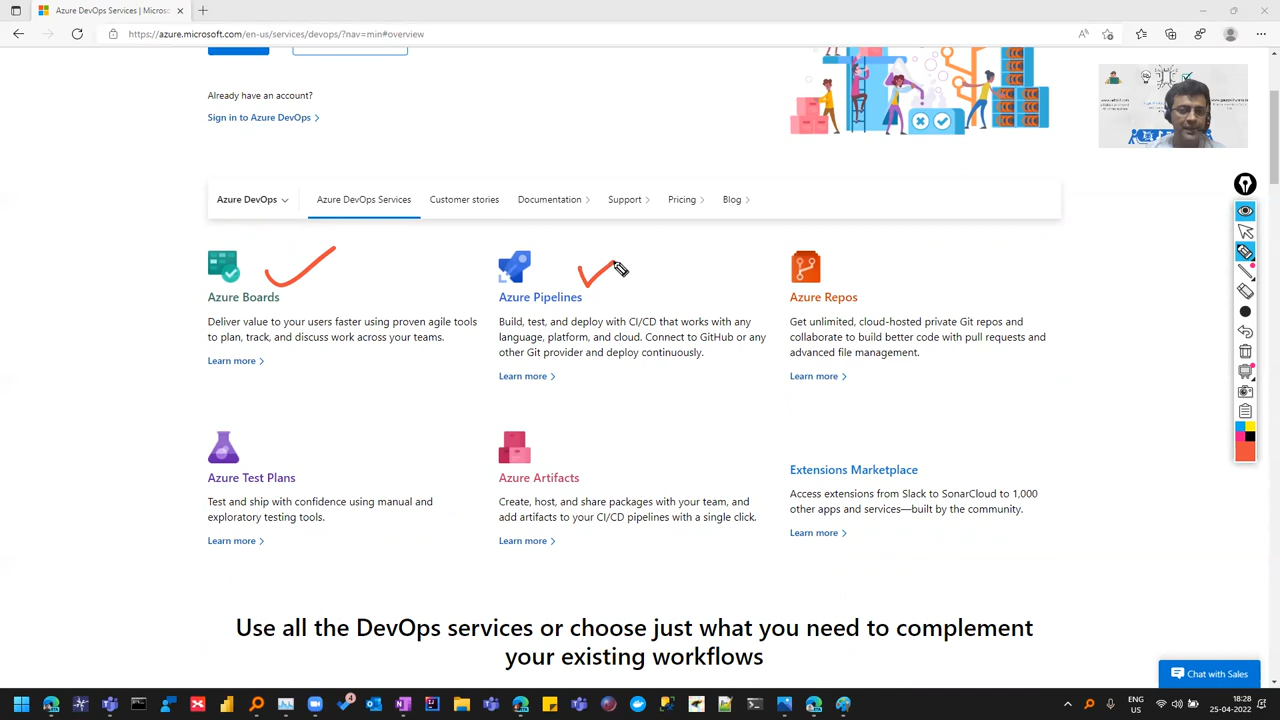 Azure DevOps Services | Microso
https://azure.microsoft.com/en-us/services/devops/?nav=min#overview
Already have an account?
Sign in to Azure DevOps
Azure DevOps
Azure DevOps Services
Customer stories
Documentation
Support
Pricing
Blog
Azure Boards
Deliver value to your users faster using proven agile tools
to plan, track, and discuss work across your teams.
Learn more
Azure Pipelines
Build, test, and deploy with CI/CD that works with any
language, platform, and cloud. Connect to GitHub or any
other Git provider and deploy continuously.
Learn more
Azure Repos
Get unlimited, cloud-hosted private Git repos and
collaborate to build better code with pull requests and
advanced file management.
Learn more
Azure Test Plans
Test and ship with confidence using manual and
exploratory testing tools.
Learn more
Azure Artifacts
Create, host, and share packages with your team, and
add artifacts to your CI/CD pipelines with a single click.
Learn more
Extensions Marketplace
Access extensions from Slack to SonarCloud to 1,000
other apps and services—built by the community.
Learn more
Use all the DevOps services or choose just what you need to complement
your existing workflows
Chat with Sales
4
ENG
US
18:28
25-04-2022